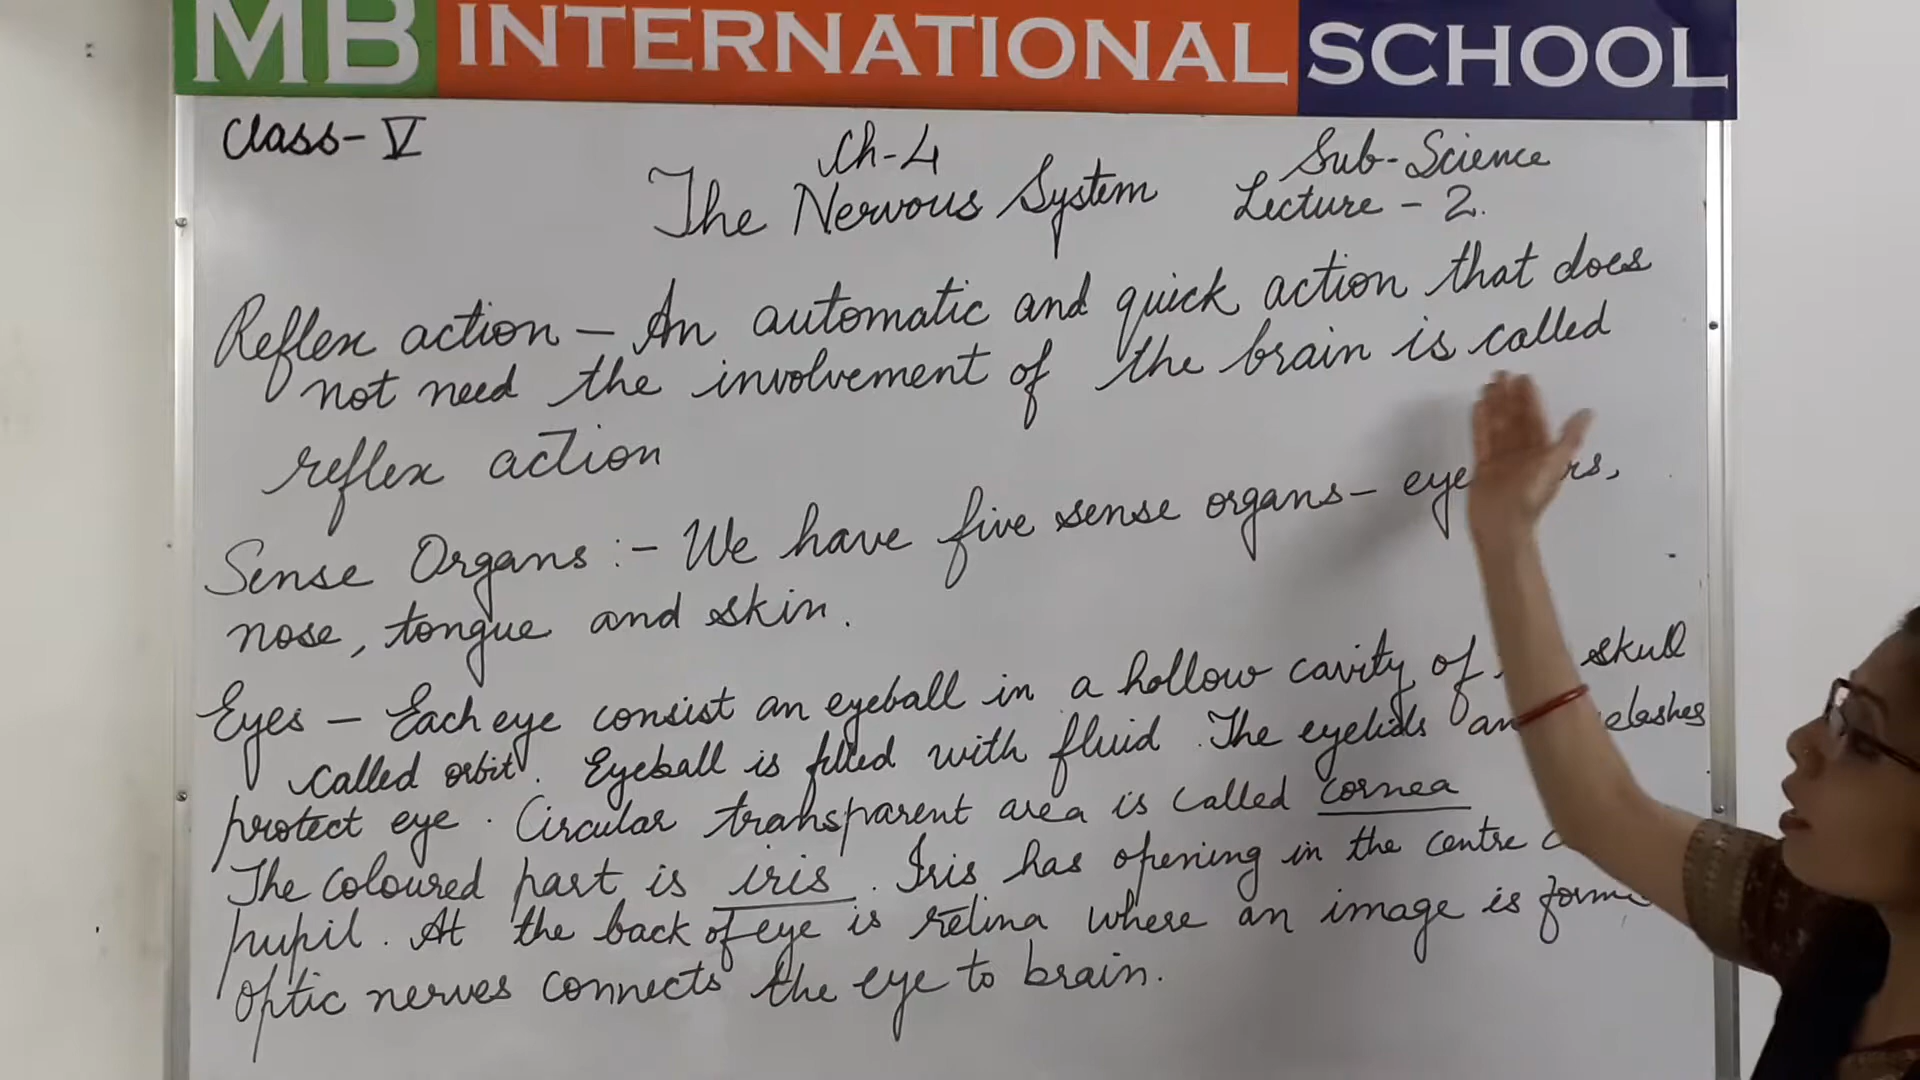 MB INTERNATIONAL SCHOOL
Class- V
Ch-4
Sub-Science
The Nervous System
Lecture - 2.
Reflex action - An automatic and quick action that does
not need the involvement of the brain is called
reflex action
Sense Organs :- We have five sense organs-
nose, tongue and skin.
Eyes - Each eye consist an eyeball in a hollow cavity of skull
called orbit. Eyeball is filled with fluid. The eyelids
protect eye. Circular transparent area is called cornea
The coloured part is iris. Iris has opening in the centre
pupil. At the back of eye is retina where an image is
optic nerves connects the eye to brain.